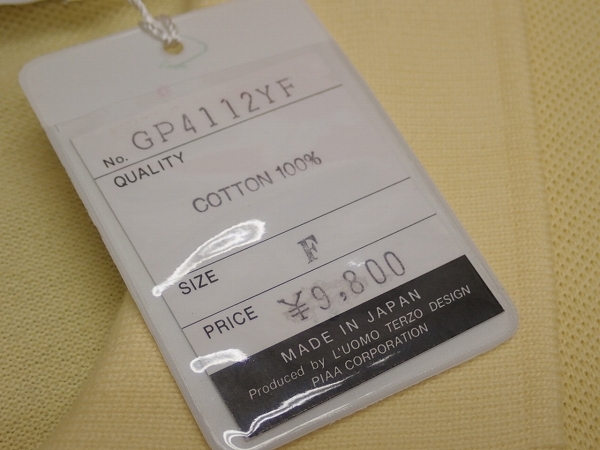 No. GP4112YF
QUALITY
COTTON 100%
SIZE F
PRICE ¥9,800
MADE IN JAPAN
Produced by L'UOMO TERZO DESIGN
PIAA CORPORATION